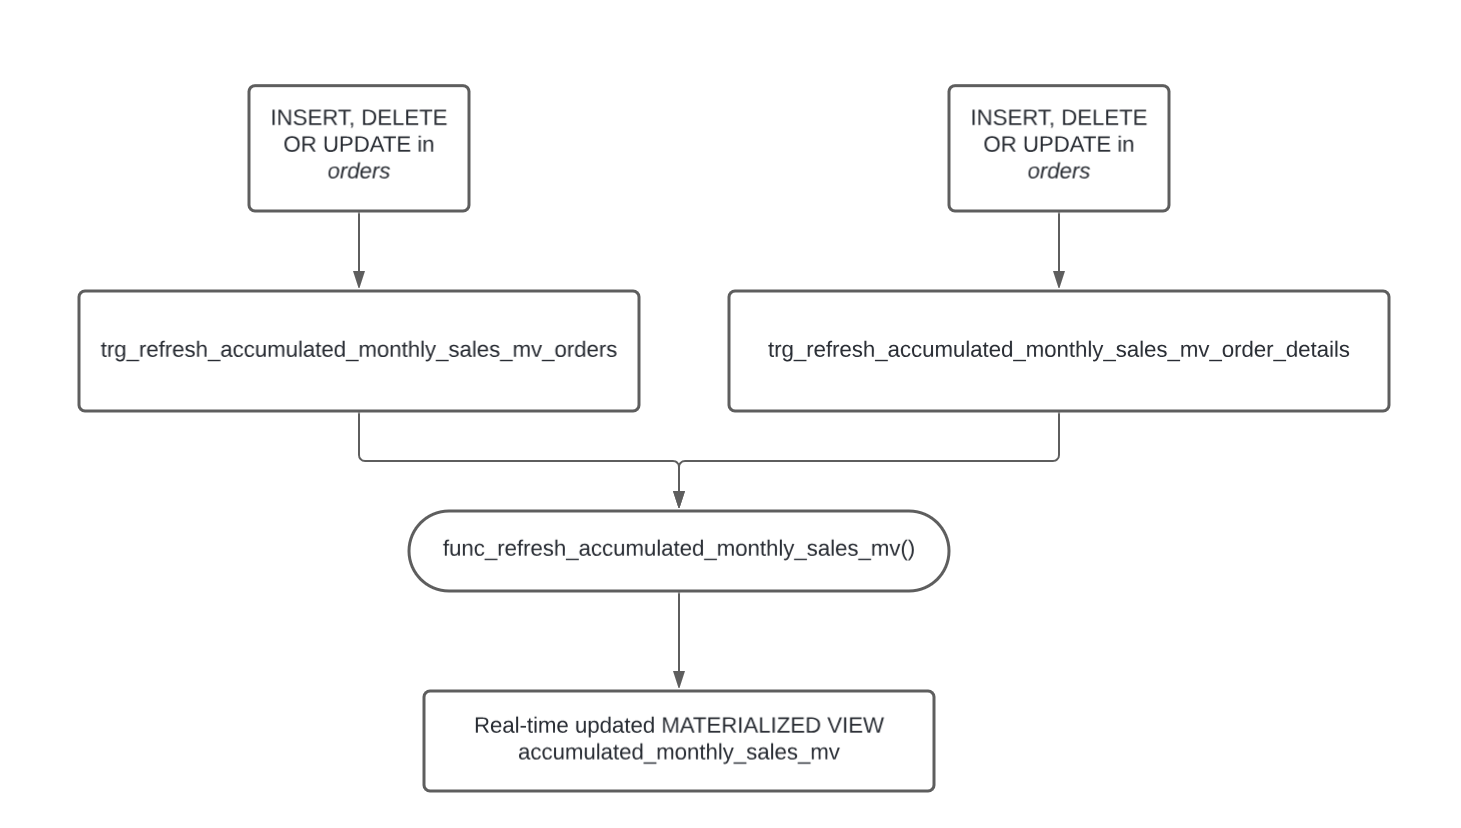 INSERT, DELETE
OR UPDATE in
orders
INSERT, DELETE
OR UPDATE in
orders
trg_refresh_accumulated_monthly_sales_mv_orders
trg_refresh_accumulated_monthly_sales_mv_order_details
func_refresh_accumulated_monthly_sales_mv()
Real-time updated MATERIALIZED VIEW
accumulated_monthly_sales_mv